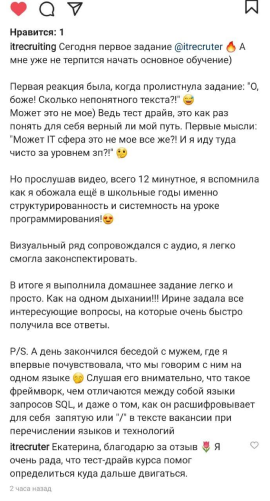 Нравится: 1
itrecruiting Сегодня первое задание @itrecruter 🔥 А
мне уже не терпится начать основное обучение)
Первая реакция была, когда пролистнула задание: "О,
боже! Сколько непонятного текста?!" 😅
Может это не мое) Ведь тест драйв, это как раз
понять для себя верный ли мой путь. Первые мысли:
"Может IT сфера это не мое все же?! И я иду туда
чисто за уровнем зп?!" 🤔
Но прослушав видео, всего 12 минутное, я вспомнила
как я обожала ещё в школьные годы именно
структурированность и системность на уроке
программирования!😍
Визуальный ряд сопровождался с аудио, я легко
смогла законспектировать.
В итоге я выполнила домашнее задание легко и
просто. Как на одном дыхании!!! Ирине задала все
интересующие вопросы, на которые очень быстро
получила все ответы.
P/S. А день закончился беседой с мужем, где я
впервые почувствовала, что мы говорим с ним на
одном языке 😋 Слушая его внимательно, что такое
фреймворк, чем отличаются между собой языки
запросов SQL, и даже о том, как он расшифровывает
для себя запятую или "/" в тексте вакансии при
перечислении языков и технологий
itrecruter Екатерина, благодарю за отзыв 🌷 Я
очень рада, что тест-драйв курса помог
определиться куда дальше двигаться.
2 часа назад